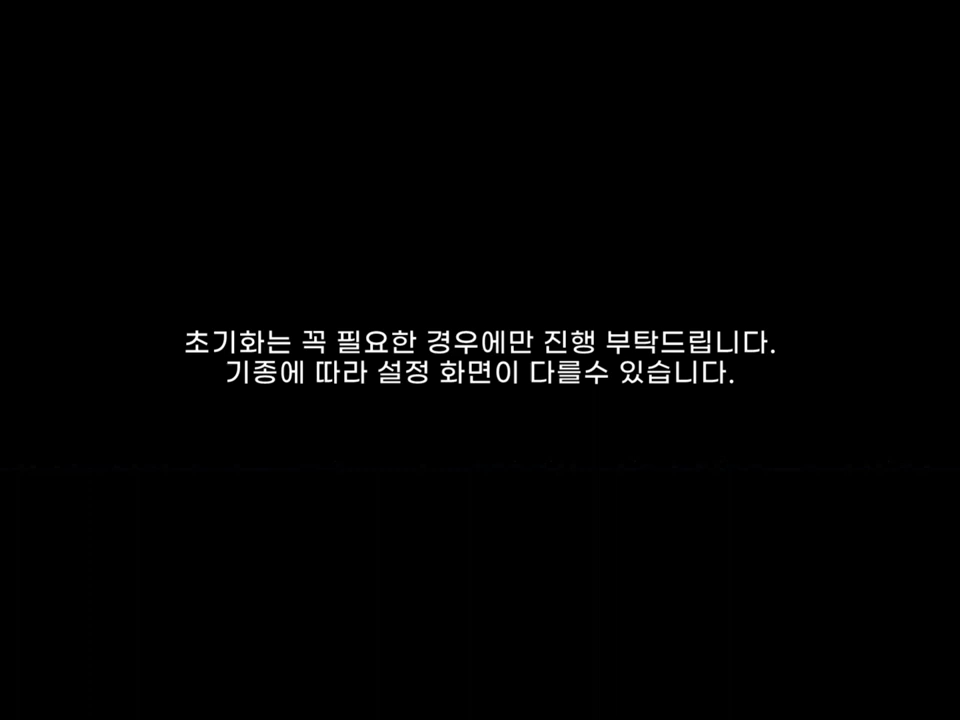 초기화는 꼭 필요한 경우에만 진행 부탁드립니다.
기종에 따라 설정 화면이 다를수 있습니다.